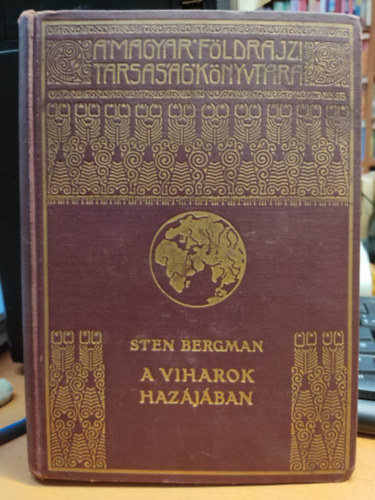 A MAGYAR FÖLDRAJZI
TÁRSASÁG KÖNYVTÁRA
STEN BERGMAN
A VIHAROK
HAZÁJÁBAN